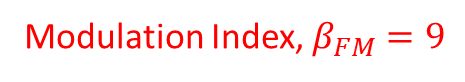 Modulation Index, β_FM = 9